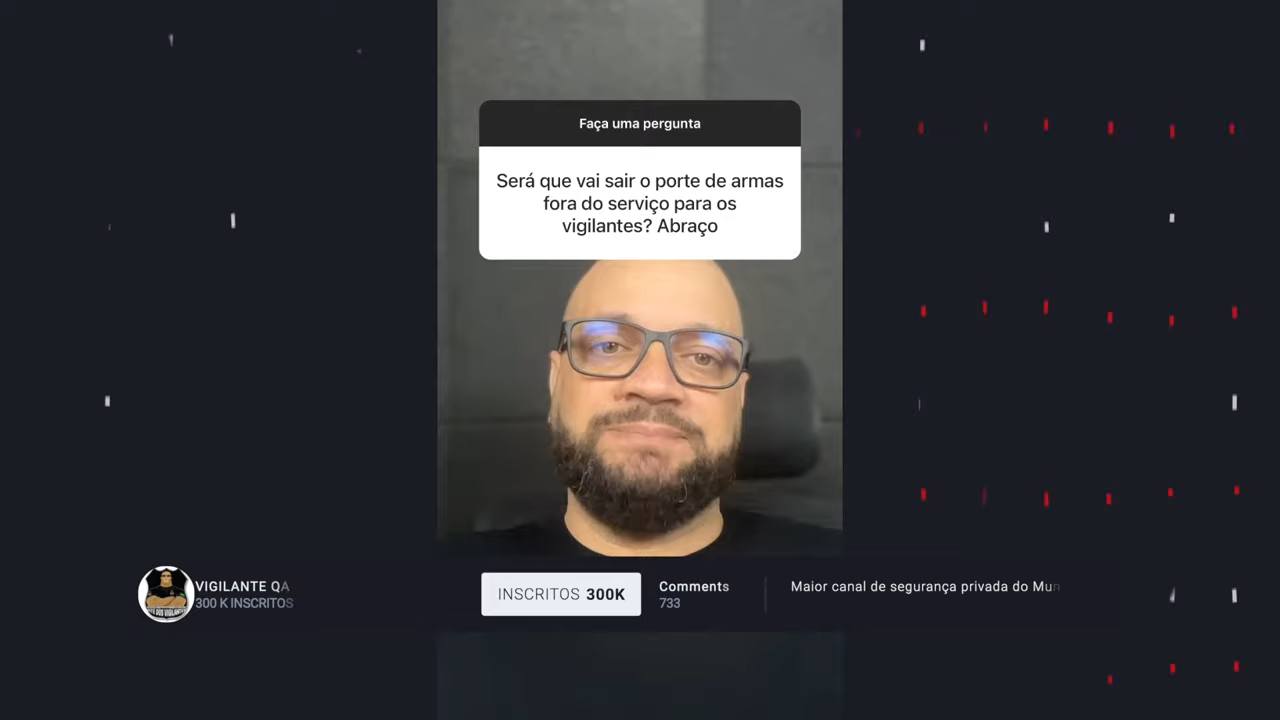 Faça uma pergunta
Será que vai sair o porte de armas
fora do serviço para os
vigilantes? Abraço
VIGILANTE QA
300 K INSCRITOS
INSCRITOS 300K
Comments
733
Maior canal de segurança privada do Mun